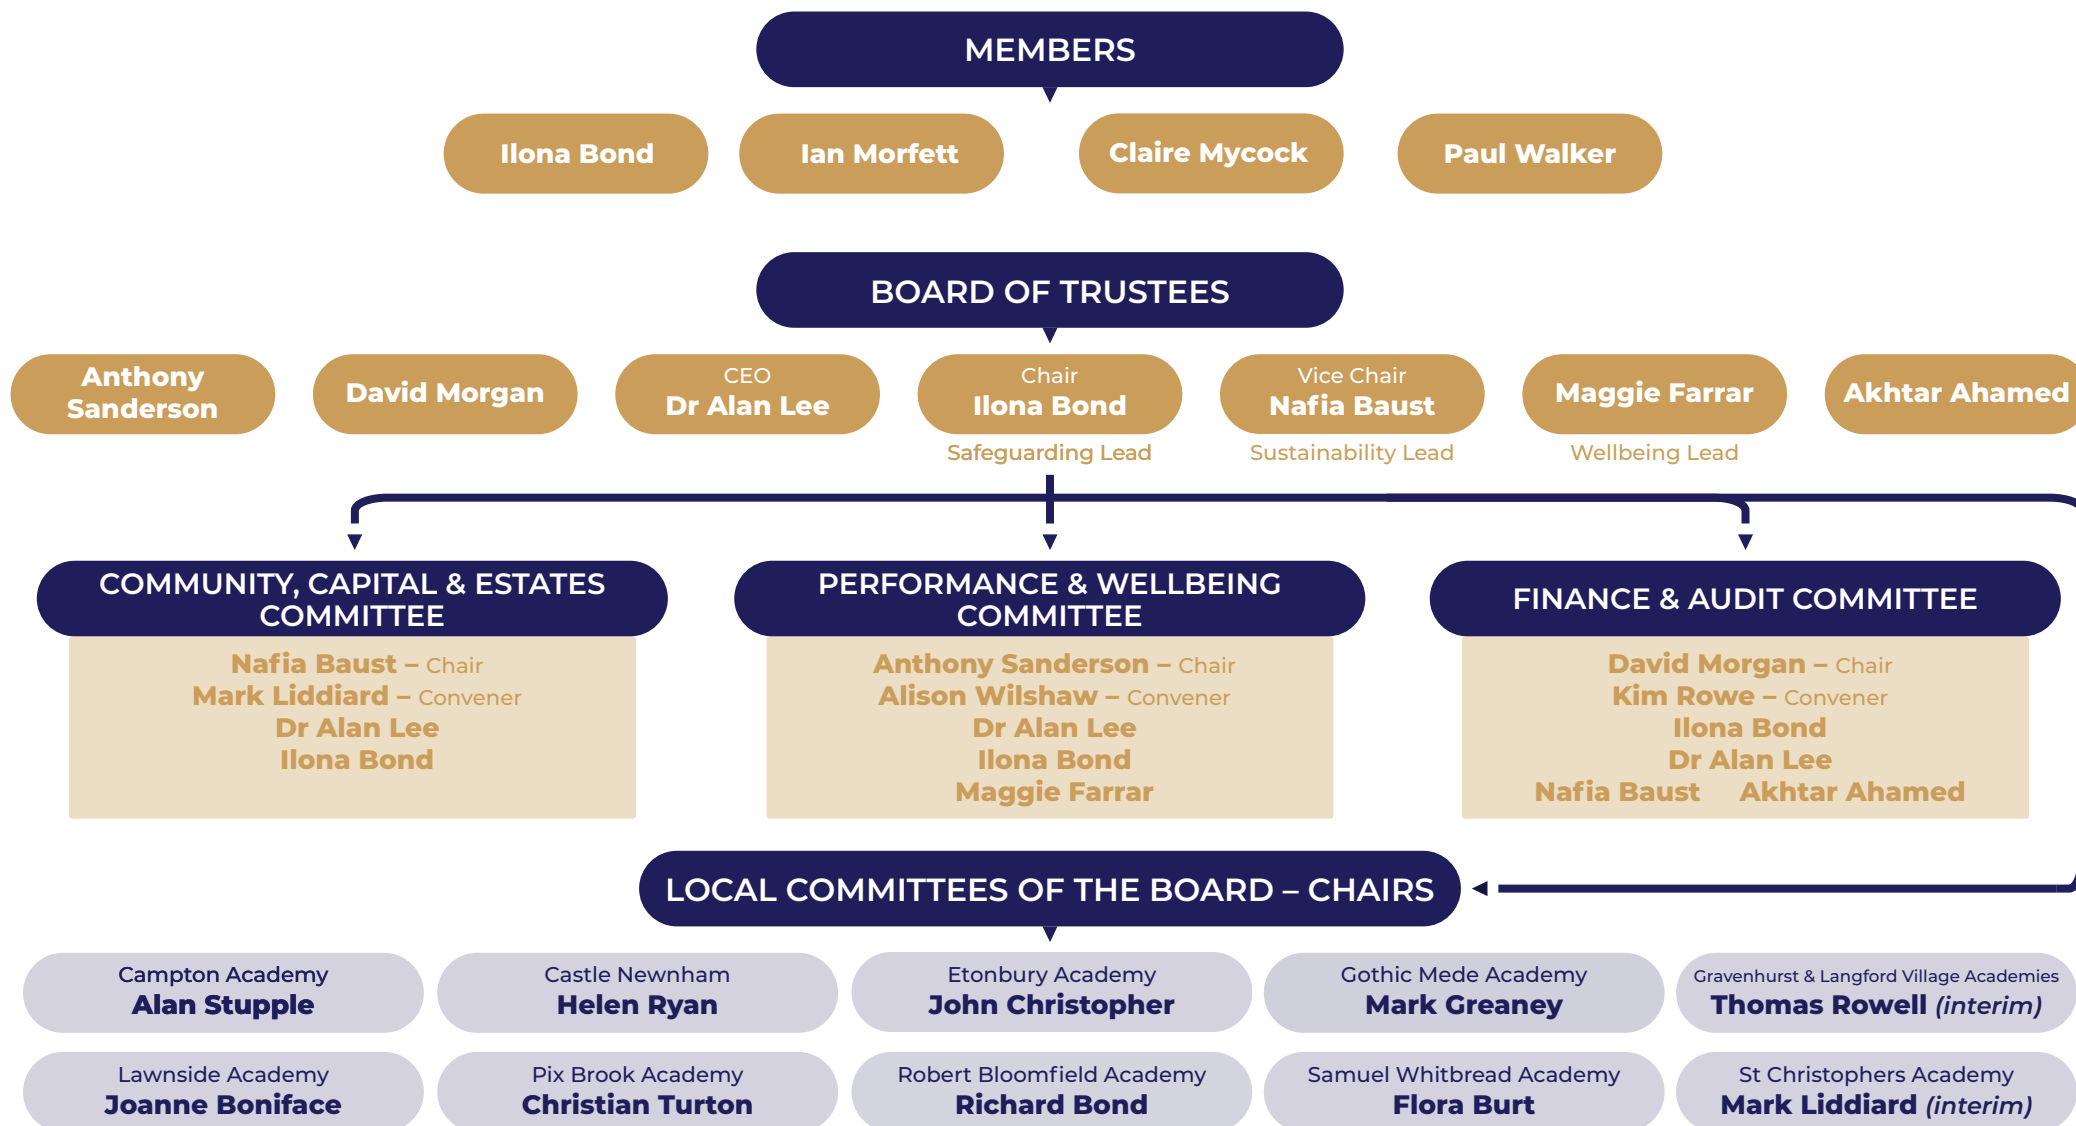 MEMBERS
Ilona Bond
Ian Morfett
Claire Mycock
Paul Walker
BOARD OF TRUSTEES
Anthony
Sanderson
David Morgan
CEO
Dr Alan Lee
Chair
Ilona Bond
Safeguarding Lead
Vice Chair
Nafia Baust
Sustainability Lead
Maggie Farrar
Wellbeing Lead
Akhtar Ahamed
COMMUNITY, CAPITAL & ESTATES
COMMITTEE
Nafia Baust – Chair
Mark Liddiard – Convener
Dr Alan Lee
Ilona Bond
PERFORMANCE & WELLBEING
COMMITTEE
Anthony Sanderson – Chair
Alison Wilshaw – Convener
Dr Alan Lee
Ilona Bond
Maggie Farrar
FINANCE & AUDIT COMMITTEE
David Morgan – Chair
Kim Rowe – Convener
Ilona Bond
Dr Alan Lee
Nafia Baust Akhtar Ahamed
LOCAL COMMITTEES OF THE BOARD – CHAIRS
Campton Academy
Alan Stupple
Castle Newnham
Helen Ryan
Etonbury Academy
John Christopher
Gothic Mede Academy
Mark Greaney
Gravenhurst & Langford Village Academies
Thomas Rowell (interim)
Lawnside Academy
Joanne Boniface
Pix Brook Academy
Christian Turton
Robert Bloomfield Academy
Richard Bond
Samuel Whitbread Academy
Flora Burt
St Christophers Academy
Mark Liddiard (interim)